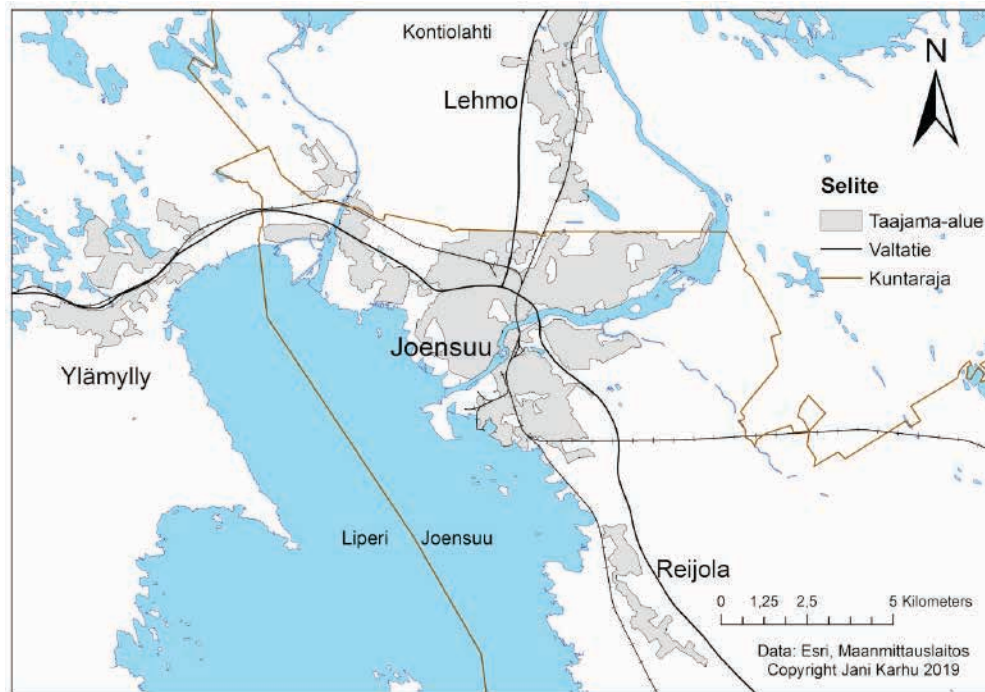 Kontiolahti
Lehmo
N
Selite
Taajama-alue
Valtatie
Kuntaraja
Joensuu
Ylämylly
Liperi Joensuu
Reijola
0 1,25 2,5 5 Kilometers
Data: Esri, Maanmittauslaitos
Copyright Jani Karhu 2019